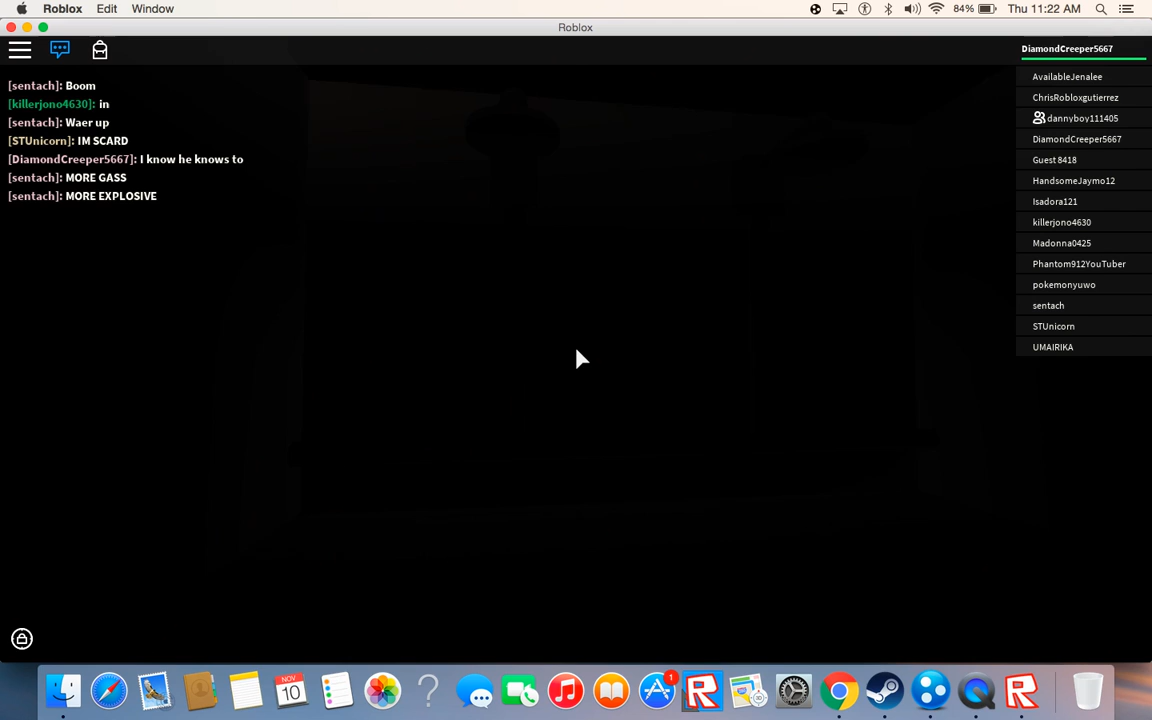 Roblox Edit Window 84% Thu 11:22 AM
Roblox
DiamondCreeper5667
[sentach]: Boom
[killerjono4630]: in
[sentach]: Waer up
[STUnicorn]: IM SCARD
[DiamondCreeper5667]: I know he knows to
[sentach]: MORE GASS
[sentach]: MORE EXPLOSIVE
AvailableJenalee
ChrisRobloxgutierrez
dannyboy111405
DiamondCreeper5667
Guest 8418
HandsomeJaymo12
Isadora121
killerjono4630
Madonna0425
Phantom912YouTuber
pokemonyuwo
sentach
STUnicorn
UMAIRIKA
NOV
10
1